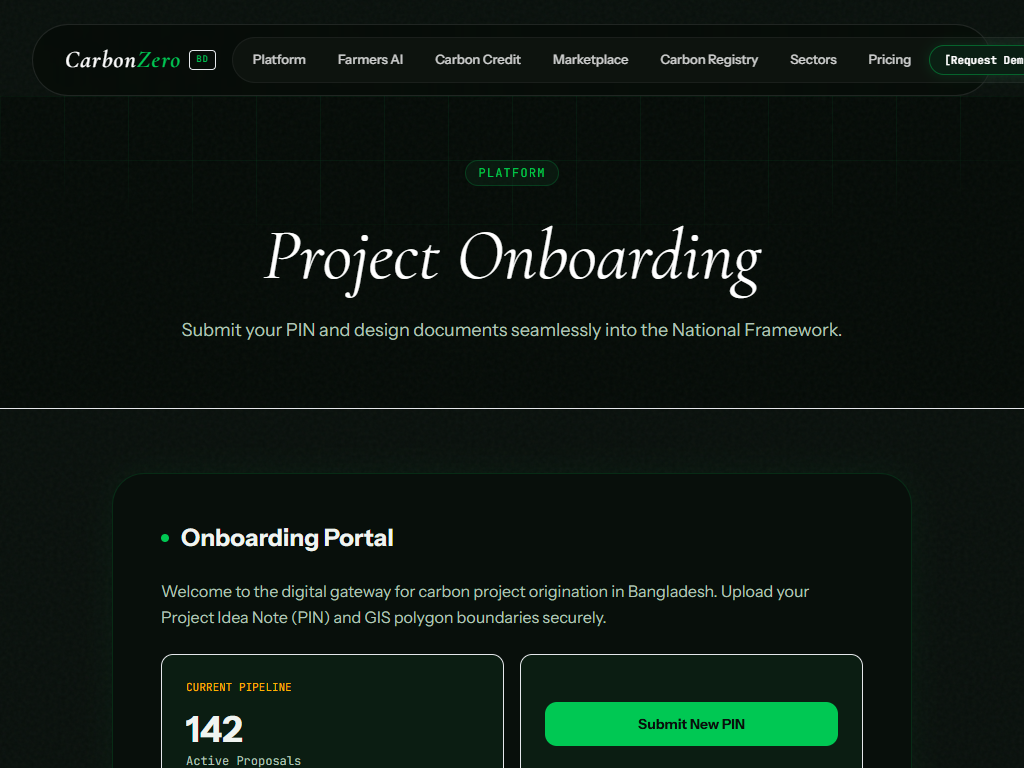 CarbonZero BD Platform Farmers AI Carbon Credit Marketplace Carbon Registry Sectors Pricing [Request Dem
PLATFORM
Project Onboarding
Submit your PIN and design documents seamlessly into the National Framework.
Onboarding Portal
Welcome to the digital gateway for carbon project origination in Bangladesh. Upload your
Project Idea Note (PIN) and GIS polygon boundaries securely.
CURRENT PIPELINE
142
Active Proposals
Submit New PIN